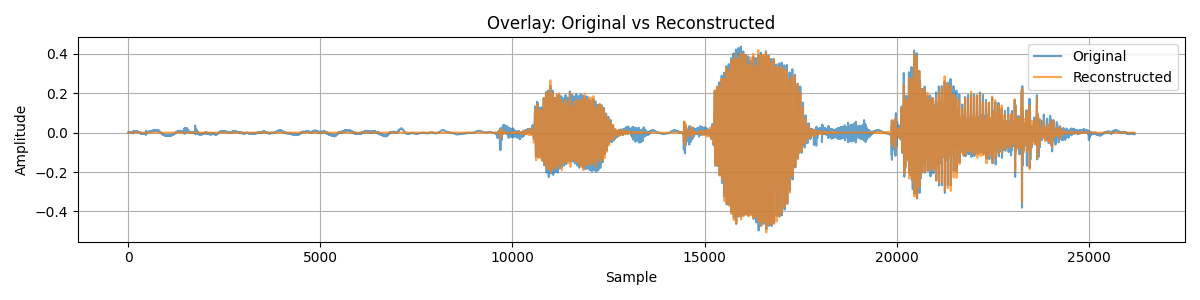 Overlay: Original vs Reconstructed
Original
Reconstructed
Amplitude
0.4
0.2
0.0
−0.2
−0.4
0 5000 10000 15000 20000 25000
Sample